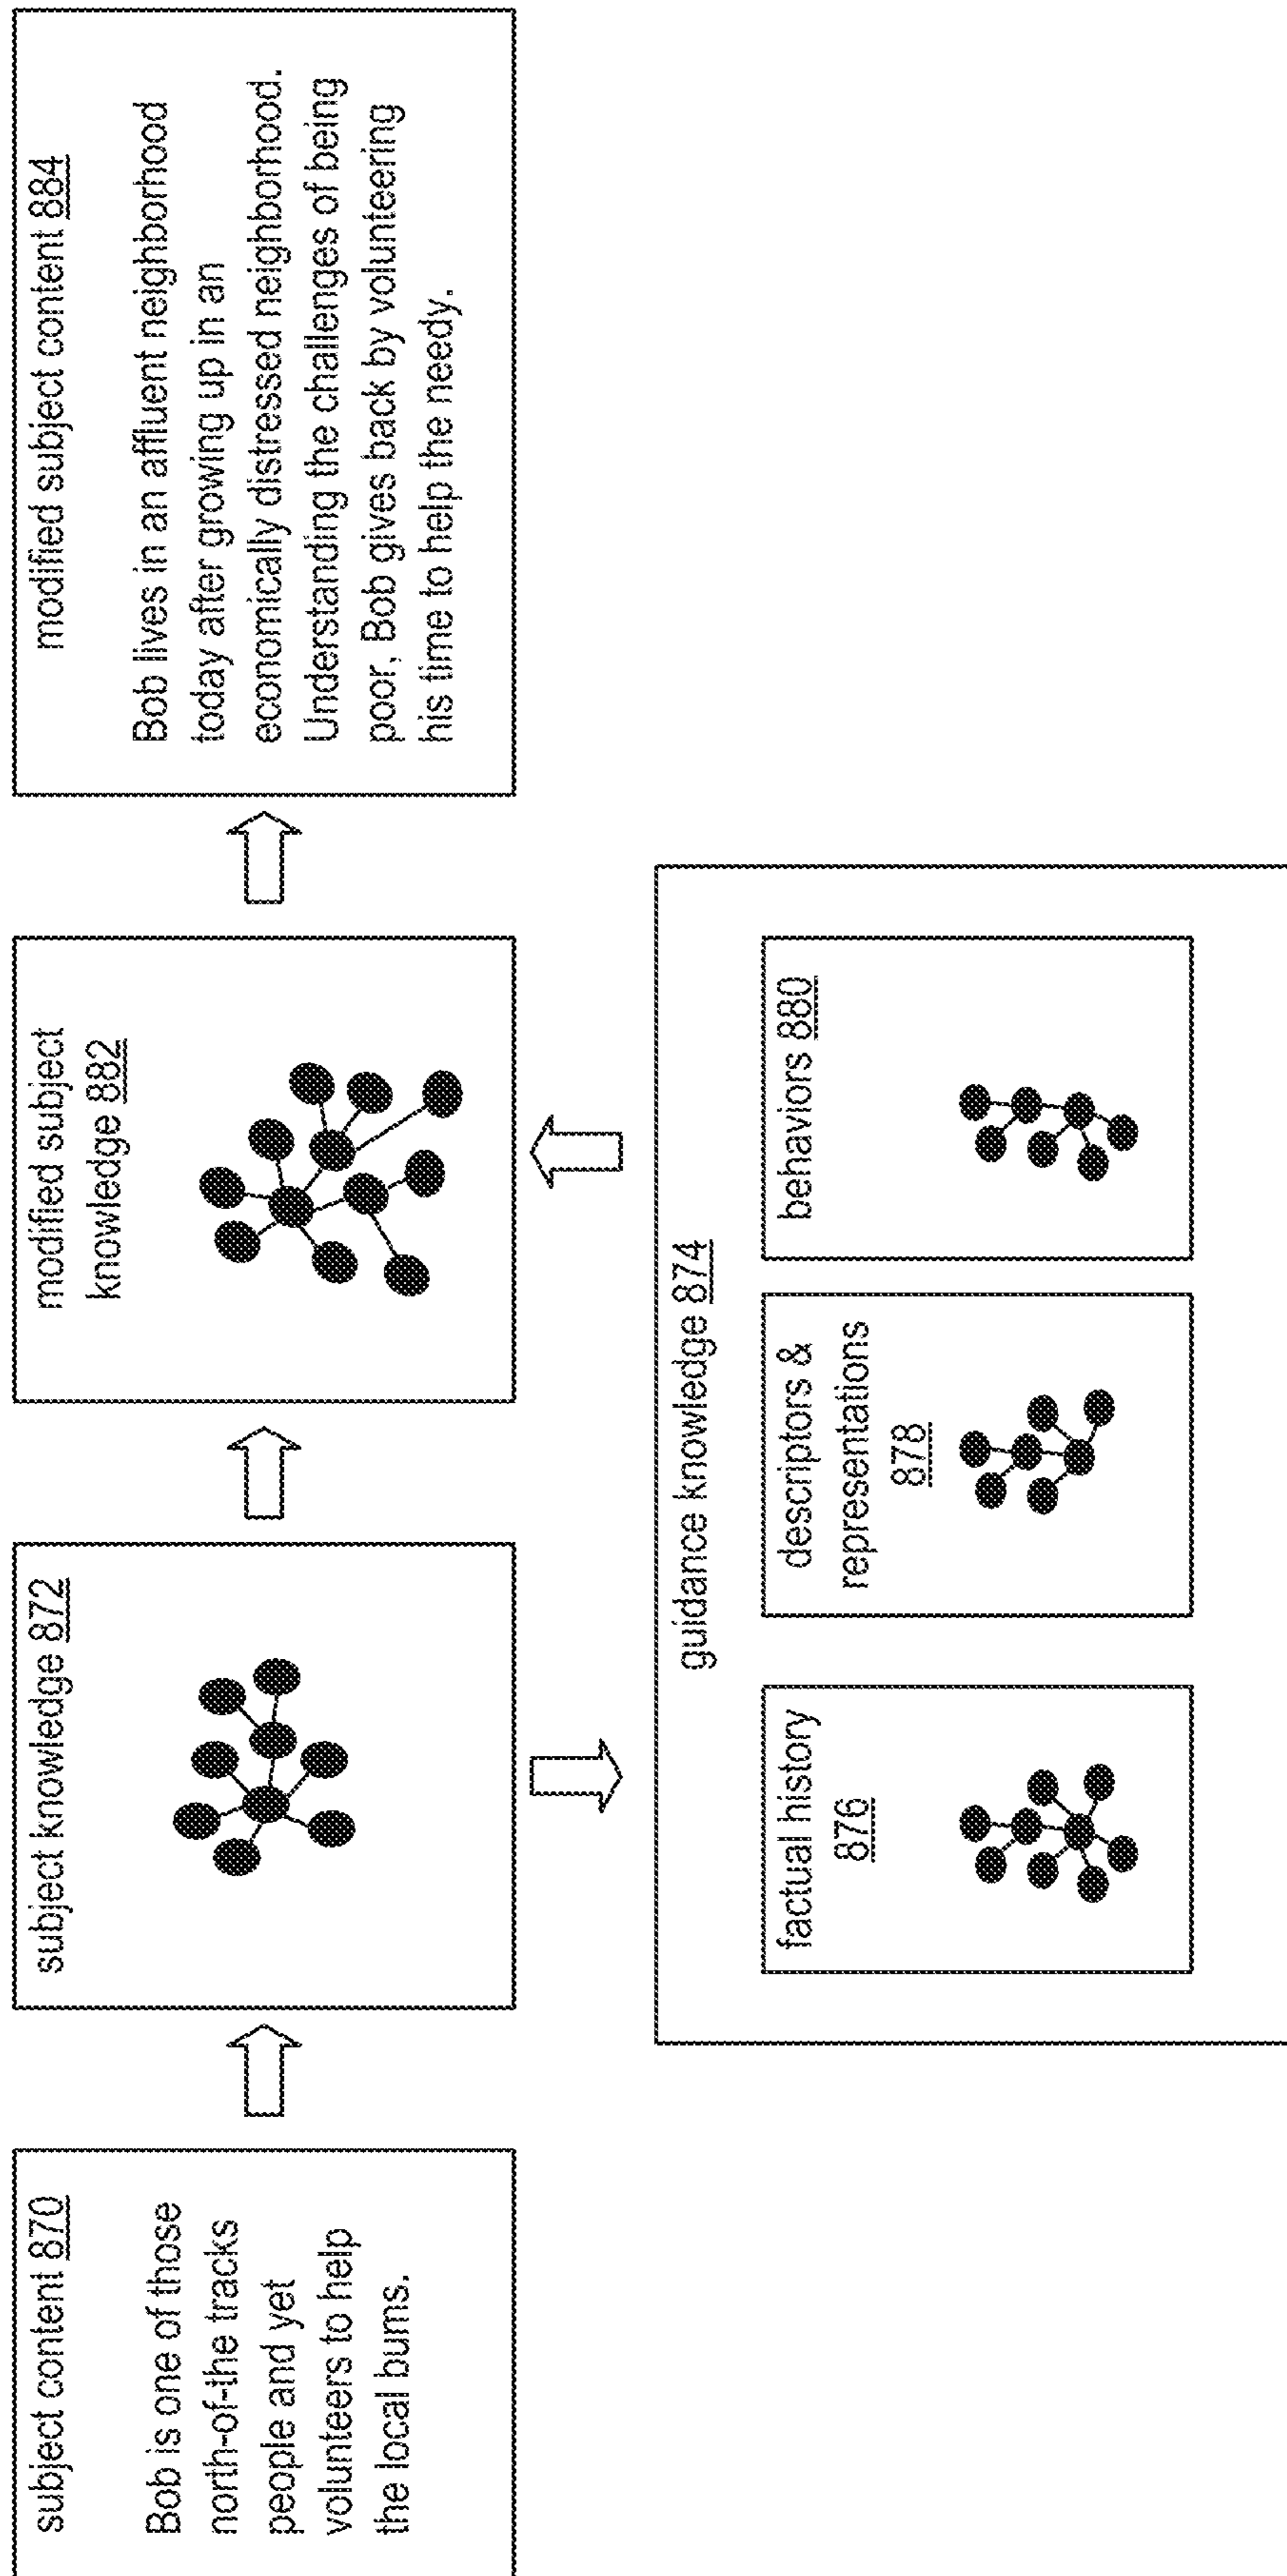 subject content 870
Bob is one of those
north-of-the tracks
people and yet
volunteers to help
the local bums.
subject knowledge 872
modified subject
knowledge 882
modified subject content 884
Bob lives in an affluent neighborhood
today after growing up in an
economically distressed neighborhood.
Understanding the challenges of being
poor, Bob gives back by volunteering
his time to help the needy.
guidance knowledge 874
factual history
876
descriptors &
representations
878
behaviors 880